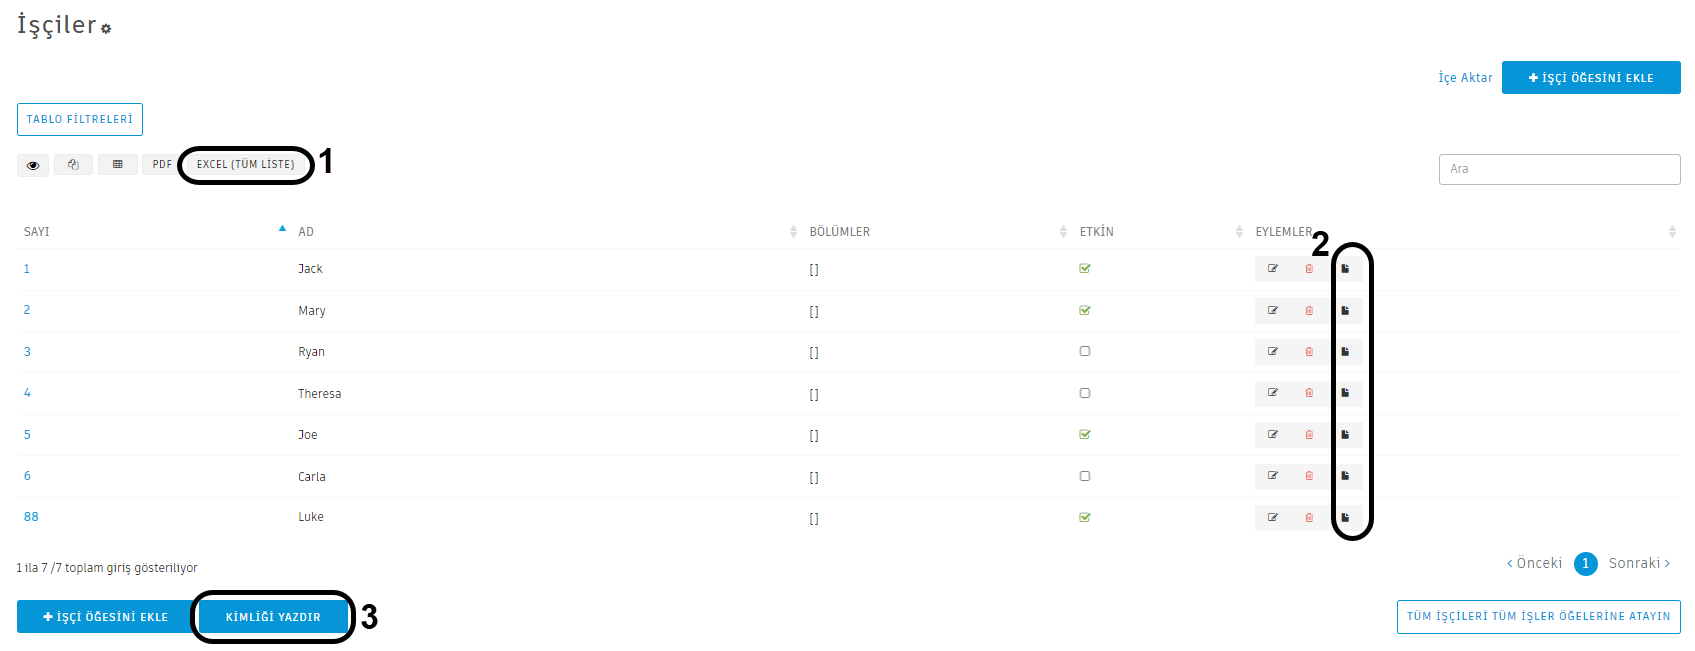 İşçiler
İçe Aktar
İŞÇİ ÖĞESİNİ EKLE
TABLO FİLTRELERİ
PDF EXCEL (TÜM LİSTE) 1
Ara
SAYI AD BÖLÜMLER ETKİN EYLEMLER 2
1 Jack []
2 Mary []
3 Ryan []
4 Theresa []
5 Joe []
6 Carla []
88 Luke []
1 ila 7 /7 toplam giriş gösteriliyor
< Önceki 1 Sonraki >
İŞÇİ ÖĞESİNİ EKLE KİMLİĞİ YAZDIR 3 TÜM İŞÇİLERİ TÜM İŞLER ÖĞELERİNE ATAYIN